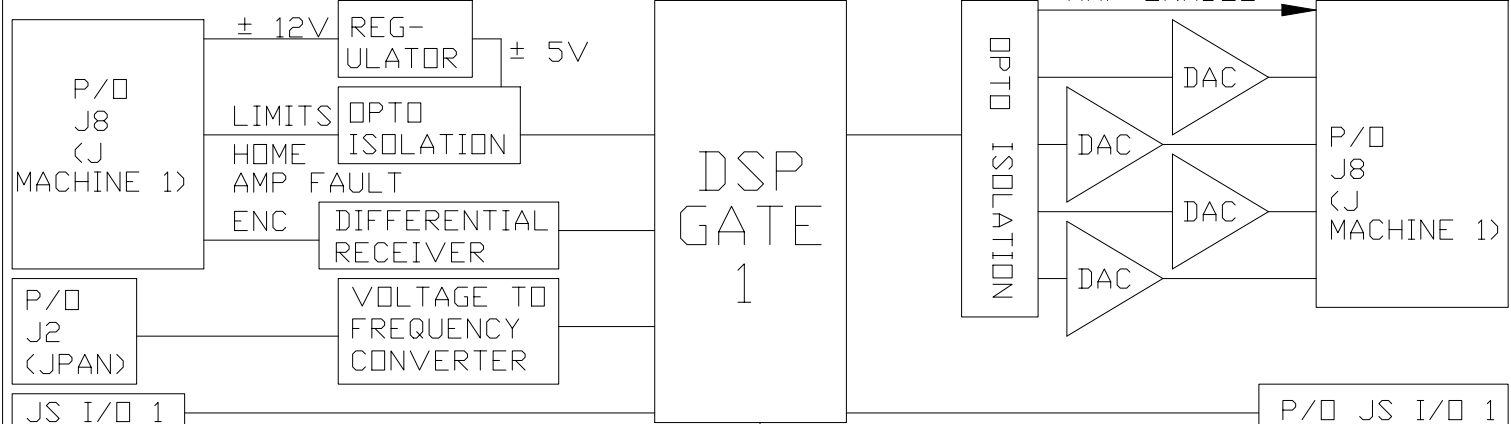 P/O
J8
(J
MACHINE 1)
± 12V
REG-
ULATOR
± 5V
LIMITS
HOME
AMP FAULT
OPTO
ISOLATION
ENC
DIFFERENTIAL
RECEIVER
P/O
J2
(JPAN)
VOLTAGE TO
FREQUENCY
CONVERTER
JS I/O 1
DSP
GATE
1
OPTO ISOLATION
DAC
DAC
DAC
DAC
P/O
J8
(J
MACHINE 1)
P/O JS I/O 1